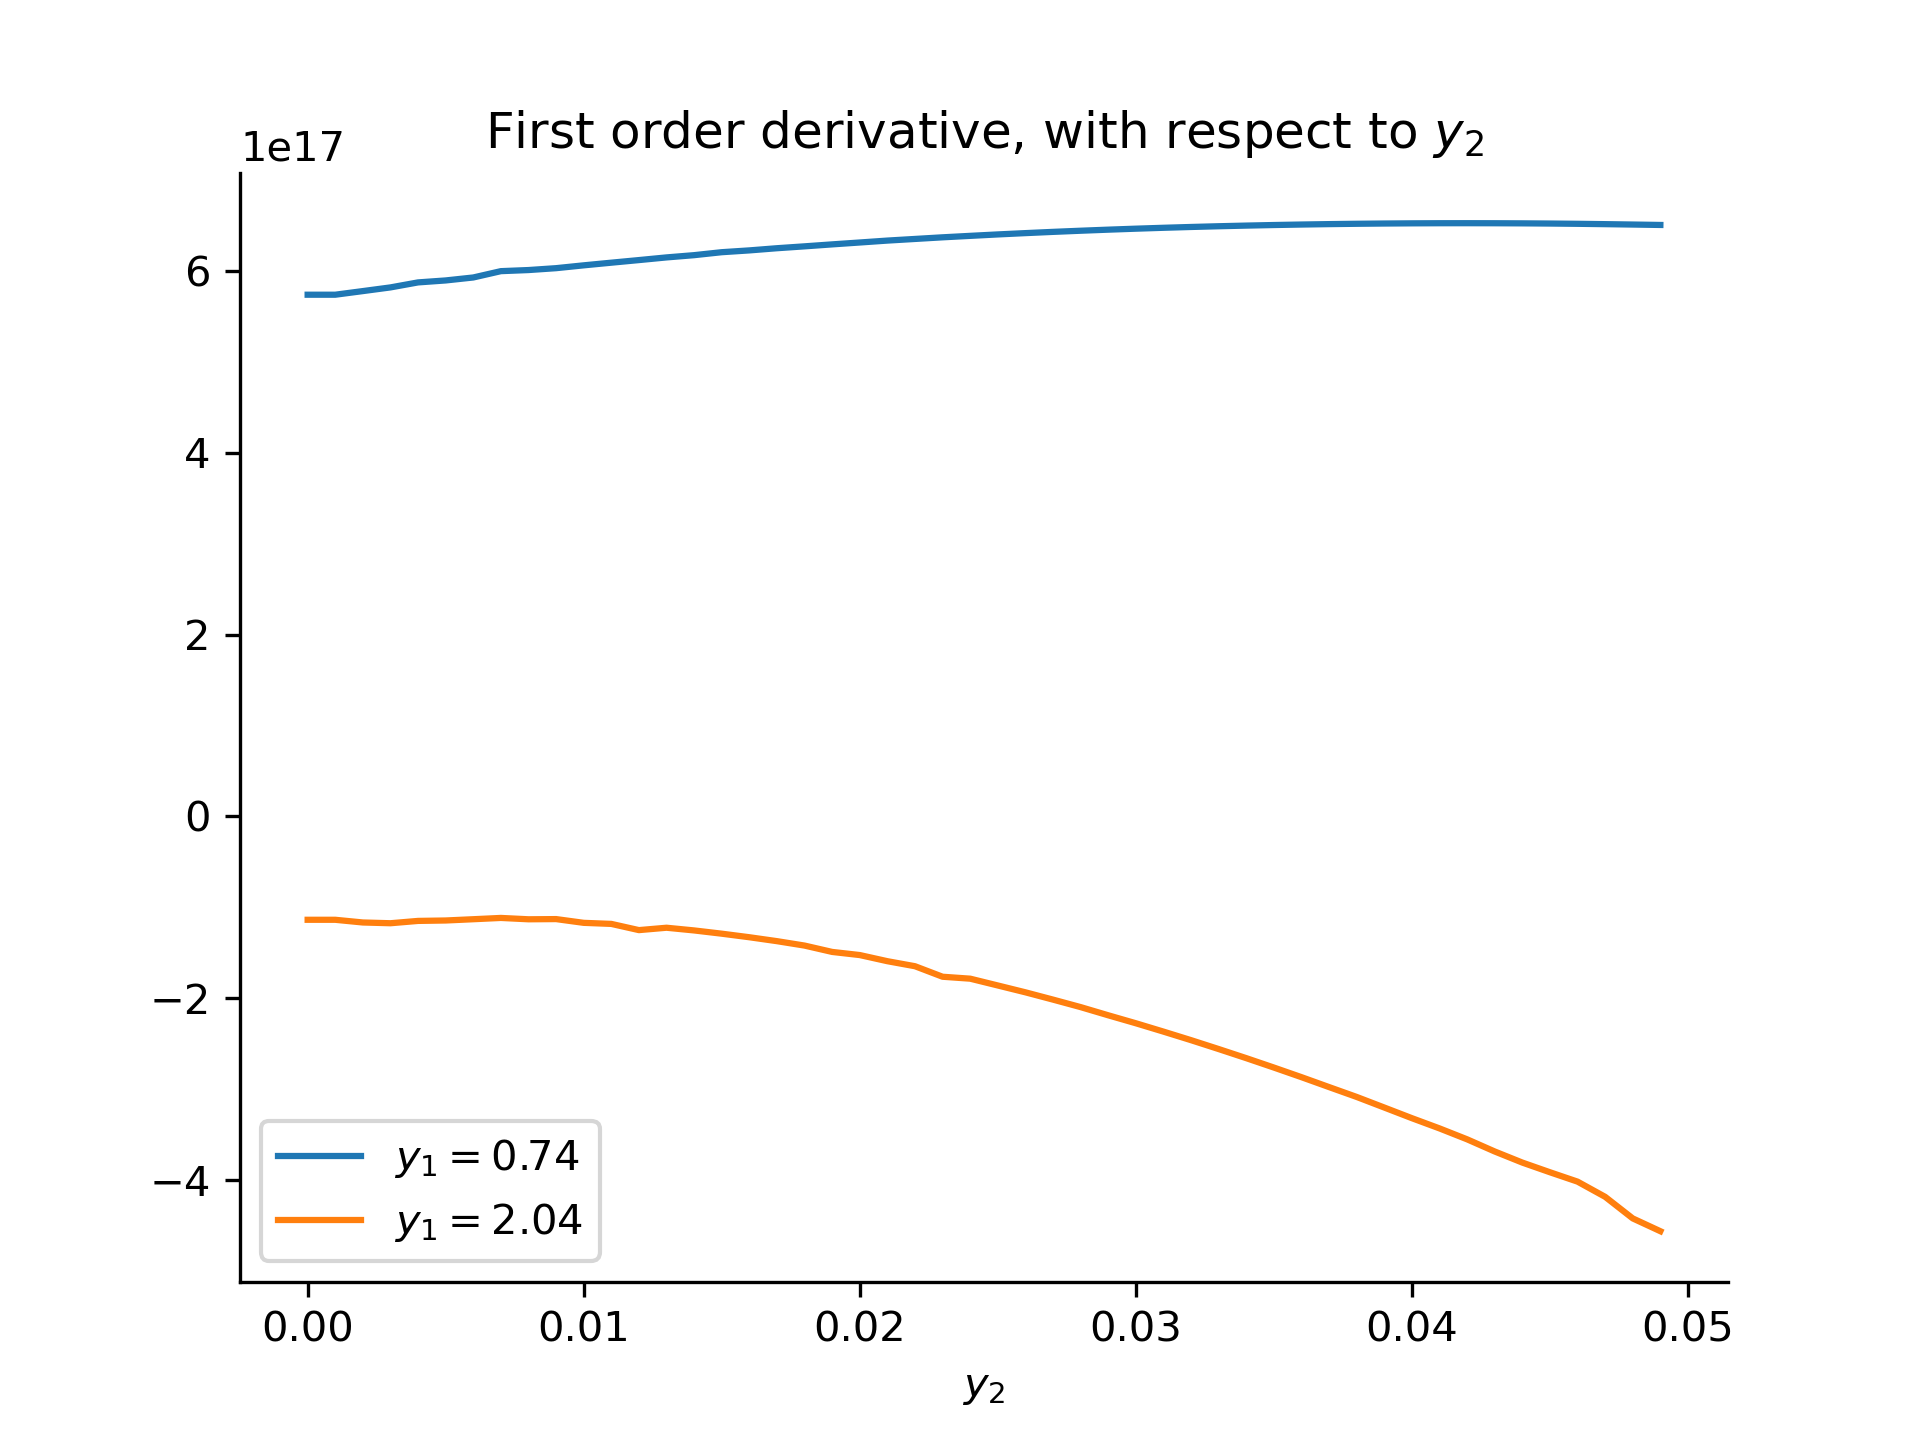 First order derivative, with respect to y₂
1e17
6
4
2
0
−2
−4
y₁ = 0.74
y₁ = 2.04
0.00 0.01 0.02 0.03 0.04 0.05
y₂